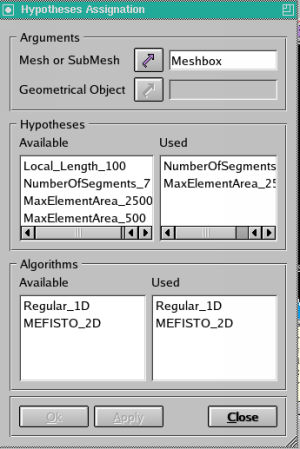 Hypotheses Assignation
Arguments
Mesh or SubMesh Meshbox
Geometrical Object
Hypotheses
Available Used
Local_Length_100 NumberOfSegments
NumberOfSegments_7 MaxElementArea_25
MaxElementArea_2500
MaxElementArea_500
Algorithms
Available Used
Regular_1D Regular_1D
MEFISTO_2D MEFISTO_2D
Ok Apply Close